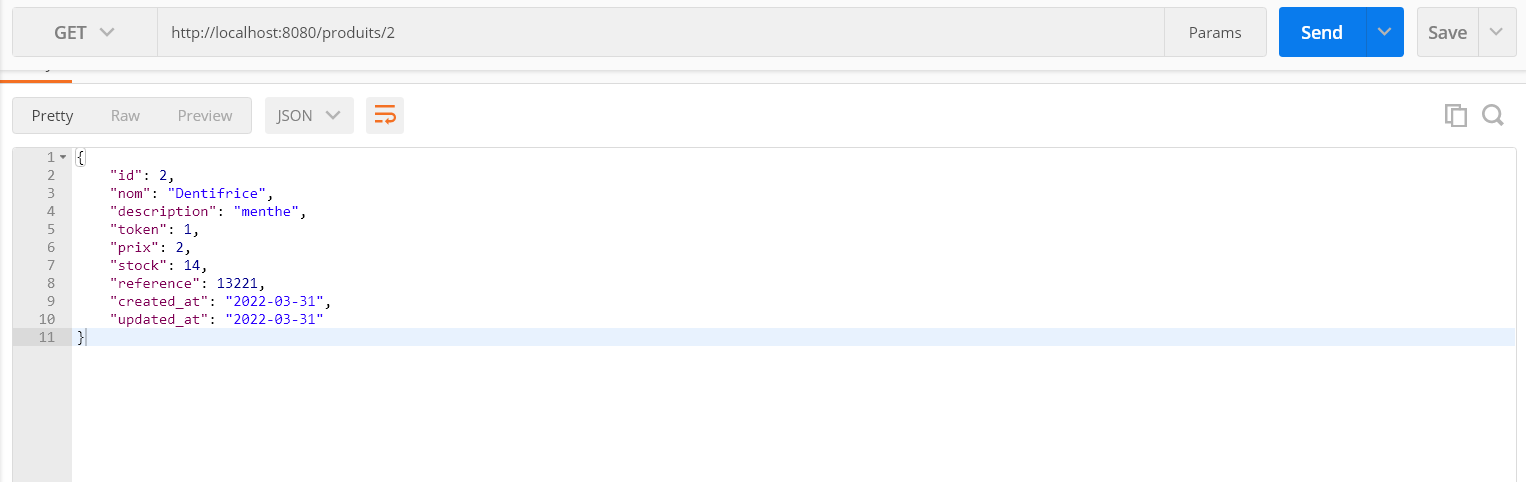 GET http://localhost:8080/produits/2 Params Send Save
Pretty Raw Preview JSON
1 {
2 "id": 2,
3 "nom": "Dentifrice",
4 "description": "menthe",
5 "token": 1,
6 "prix": 2,
7 "stock": 14,
8 "reference": 13221,
9 "created_at": "2022-03-31",
10 "updated_at": "2022-03-31"
11 }